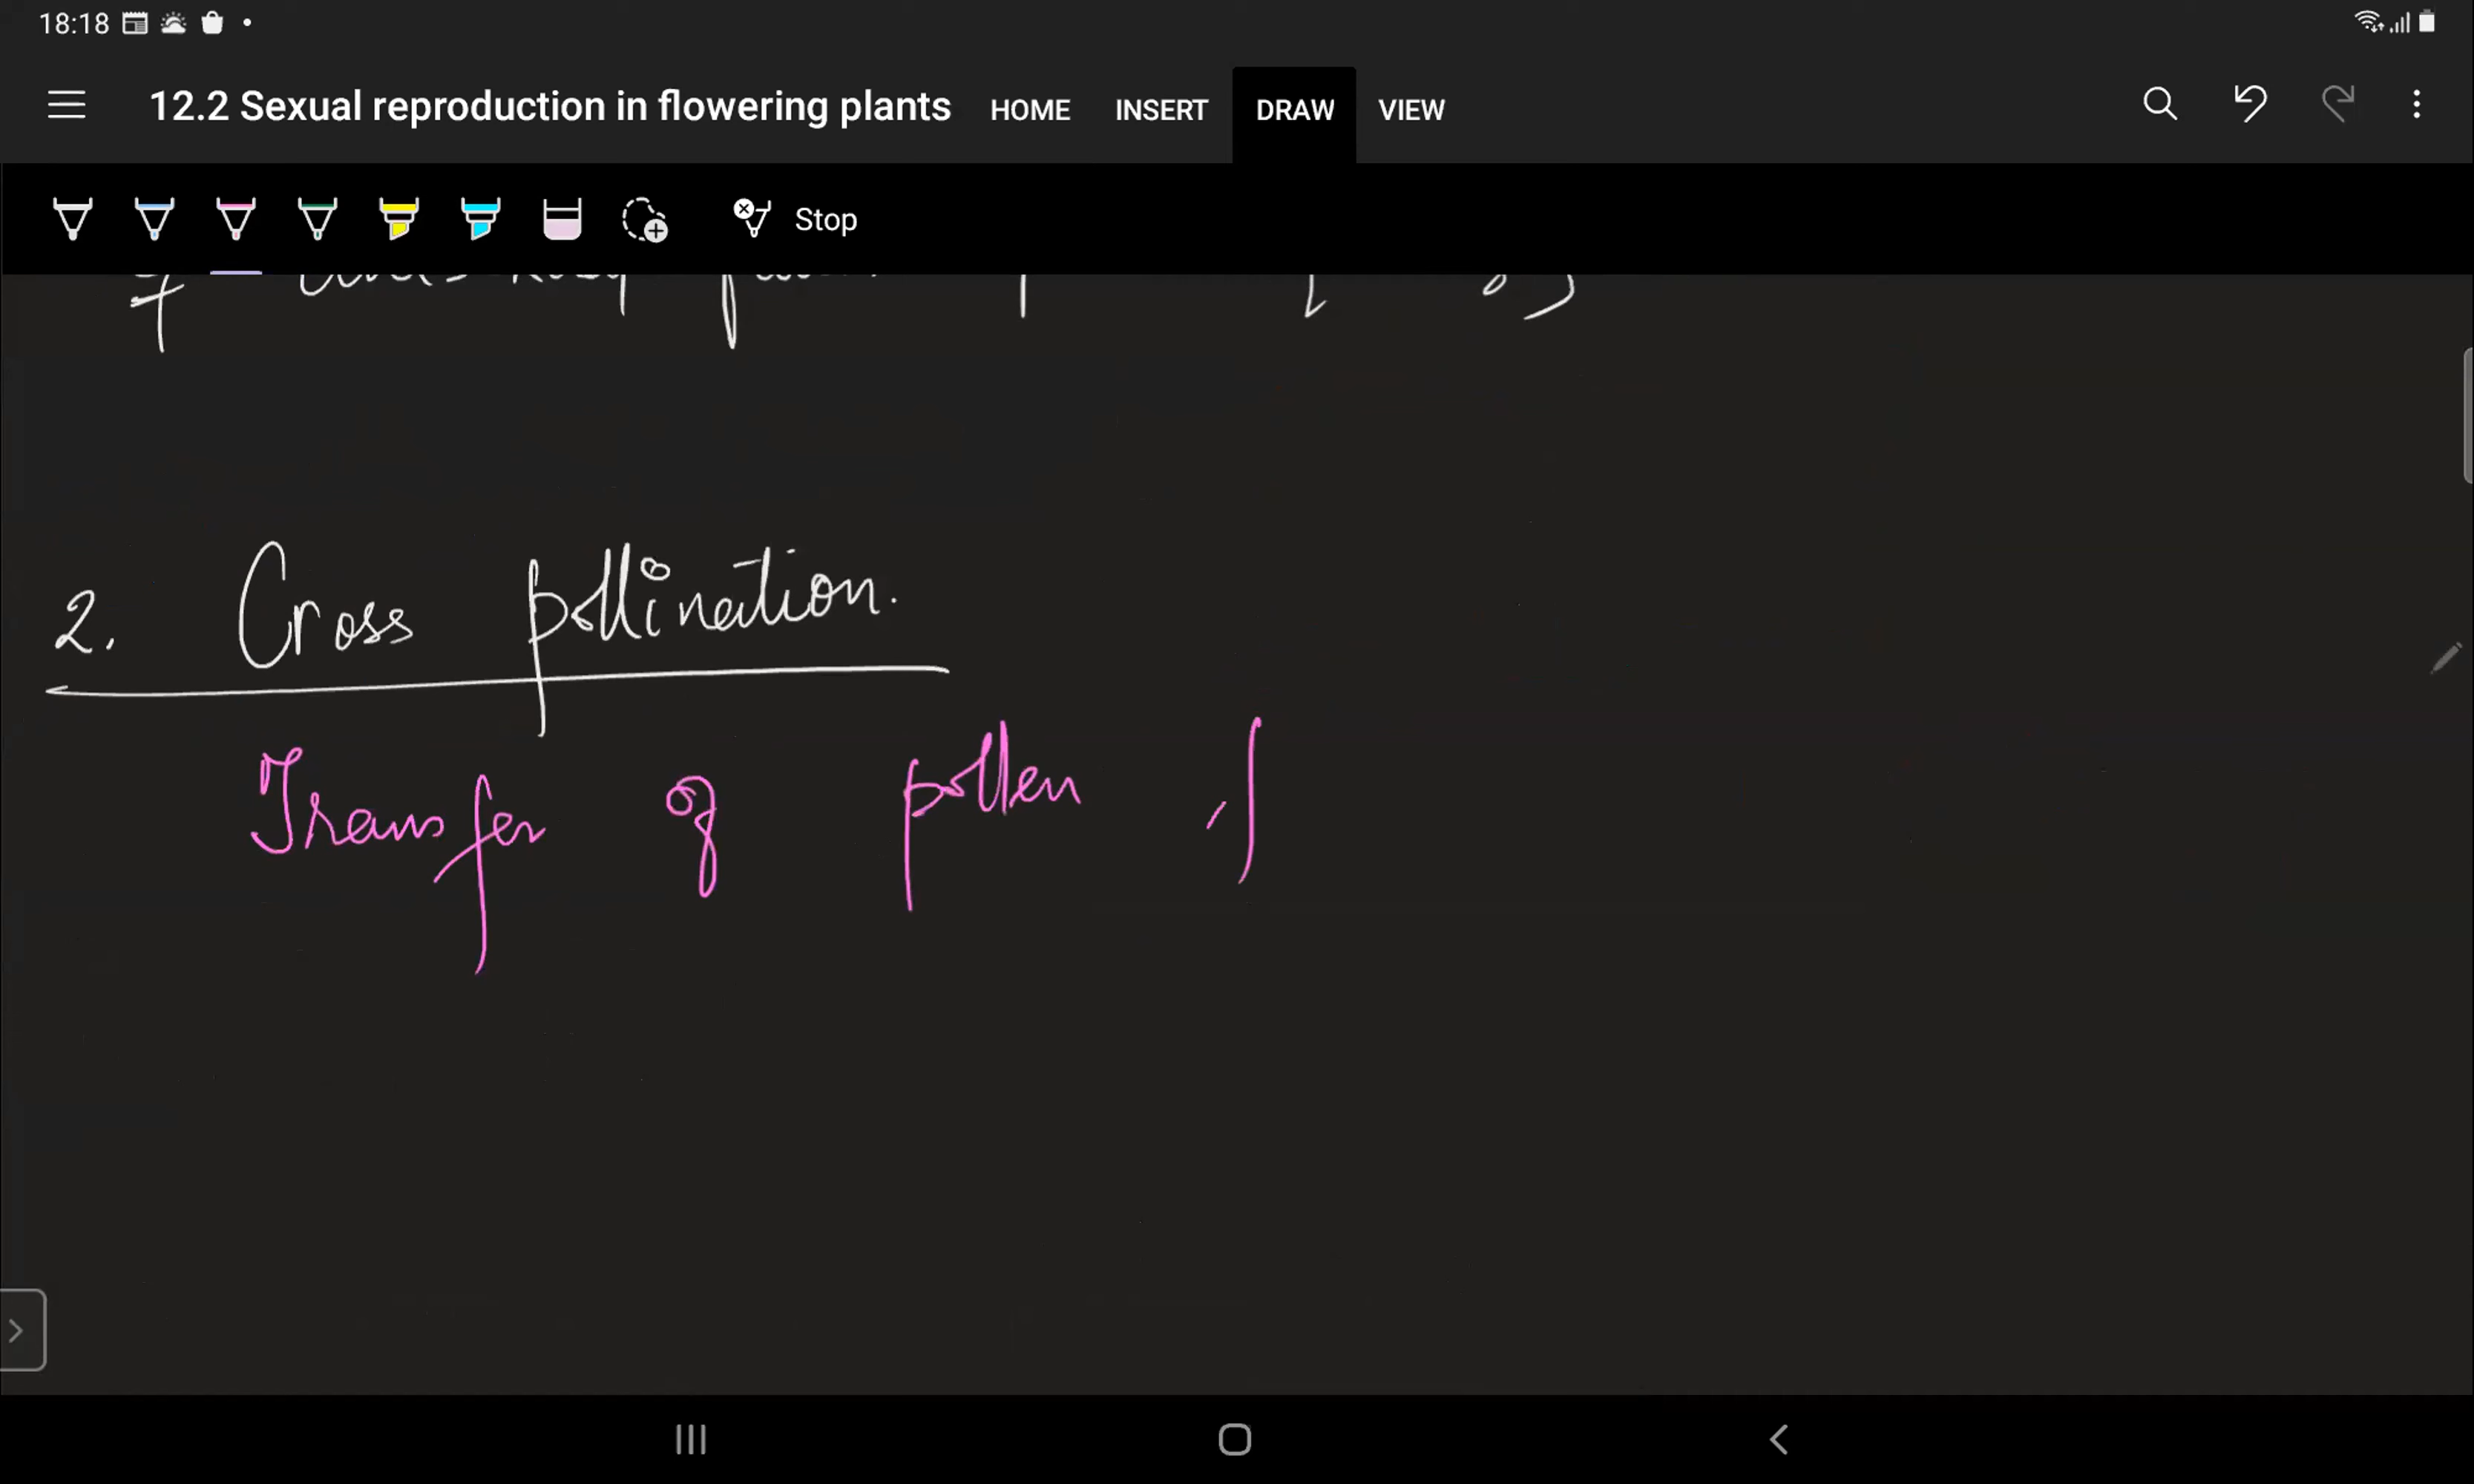 18:18
12.2 Sexual reproduction in flowering plants HOME INSERT DRAW VIEW
Stop
2. Cross pollination.
Transfer of pollen